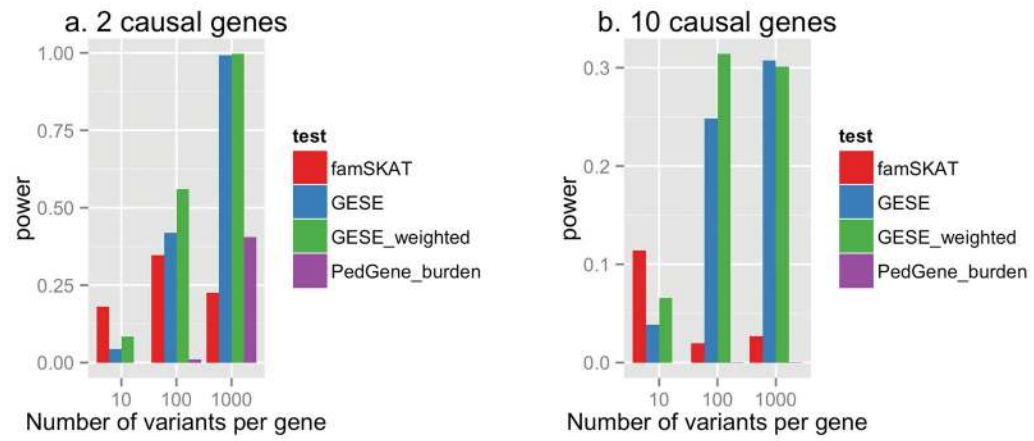 a. 2 causal genes
1.00
0.75
0.50
0.25
0.00
power
10 100 1000
Number of variants per gene
test
famSKAT
GESE
GESE_weighted
PedGene_burden
b. 10 causal genes
0.3
0.2
0.1
0.0
power
10 100 1000
Number of variants per gene
test
famSKAT
GESE
GESE_weighted
PedGene_burden